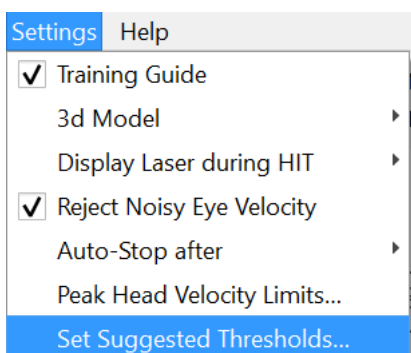 Settings Help
Training Guide
3d Model
Display Laser during HIT
Reject Noisy Eye Velocity
Auto-Stop after
Peak Head Velocity Limits...
Set Suggested Thresholds...